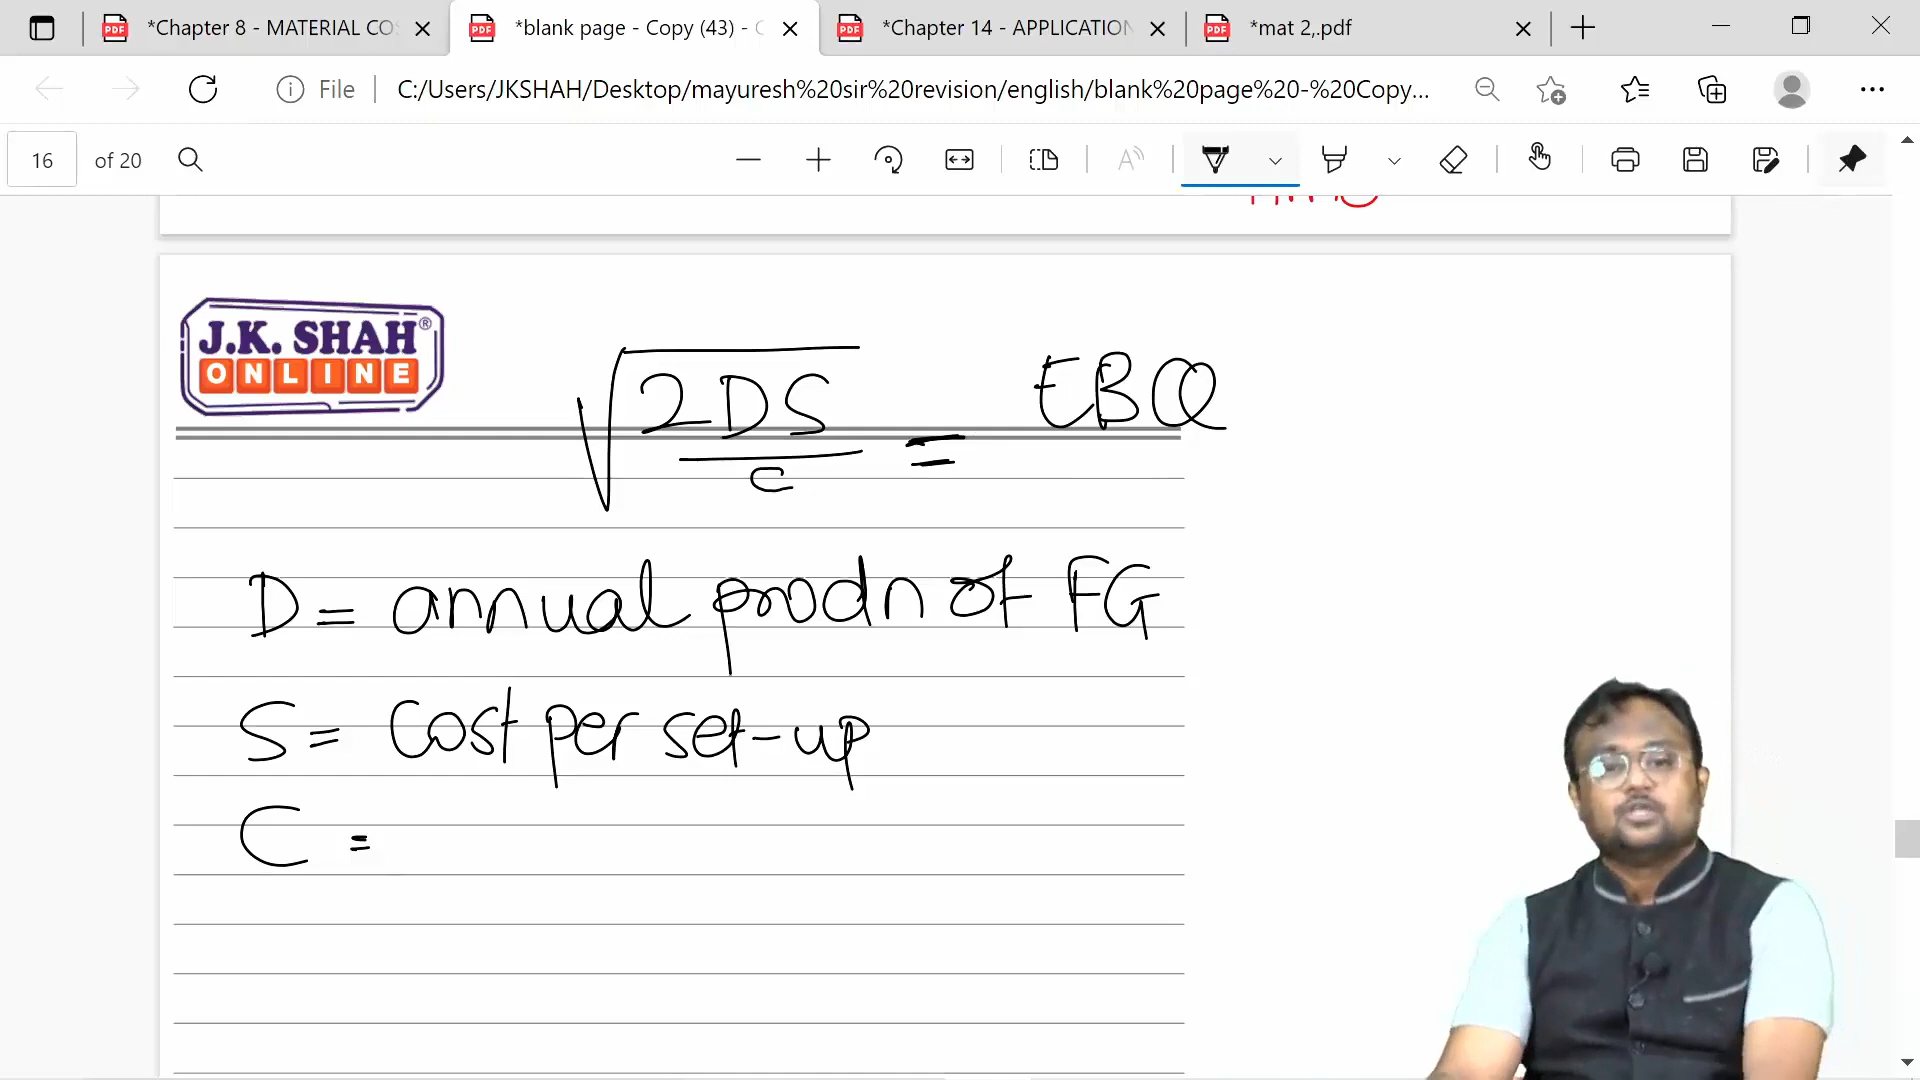 *Chapter 8 - MATERIAL CO
*blank page - Copy (43) -
*Chapter 14 - APPLICATION
*mat 2,.pdf
File
C:/Users/JKSHAH/Desktop/mayuresh%20sir%20revision/english/blank%20page%20-%20Copy...
16 of 20
J.K. SHAH®
ONLINE
√2DS/C = EBQ
D = annual prodn of FG
S = Cost per set-up
C =